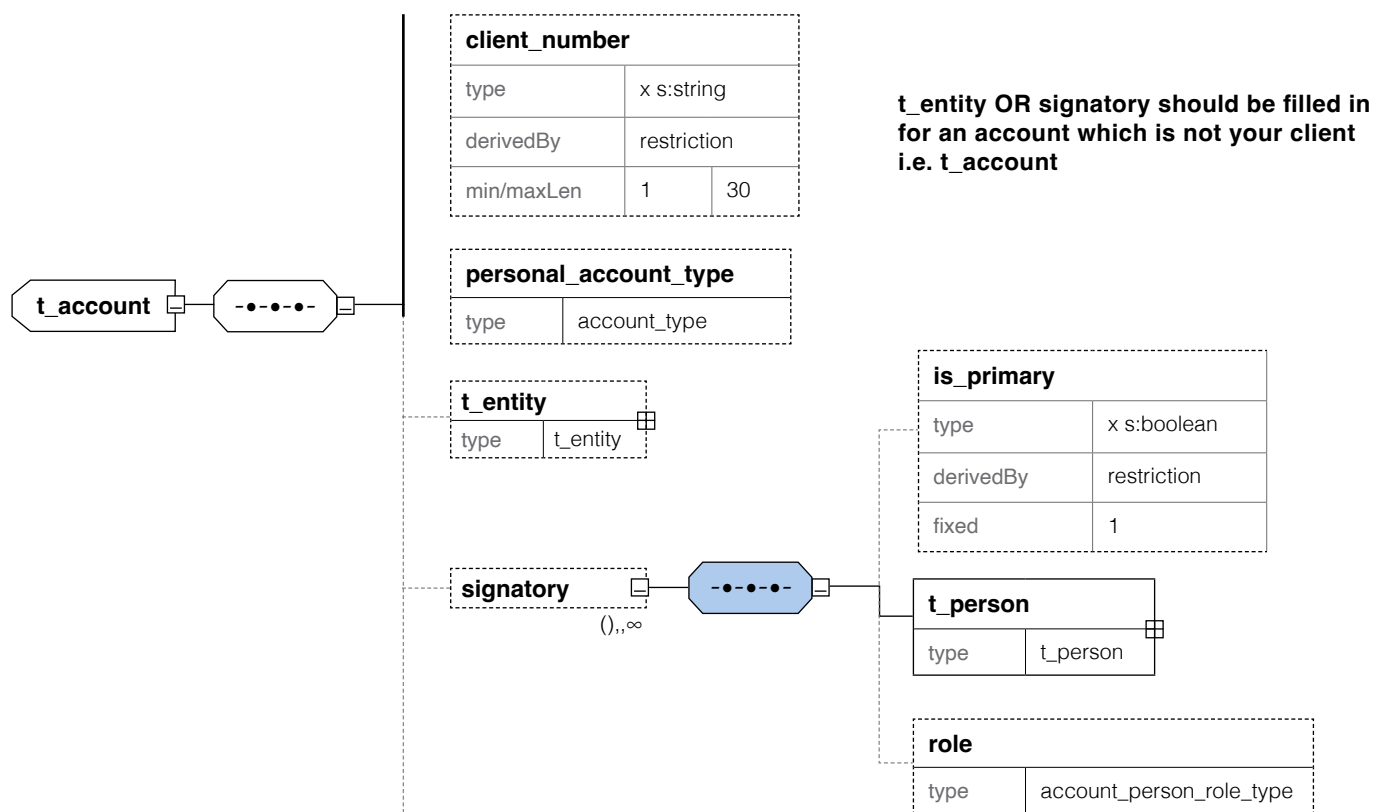 client_number
type x s:string
derivedBy restriction
min/maxLen 1 30
t_entity OR signatory should be filled in
for an account which is not your client
i.e. t_account
t_account
personal_account_type
type account_type
t_entity
type t_entity
is_primary
type x s:boolean
derivedBy restriction
fixed 1
signatory
(),,∞
t_person
type t_person
role
type account_person_role_type